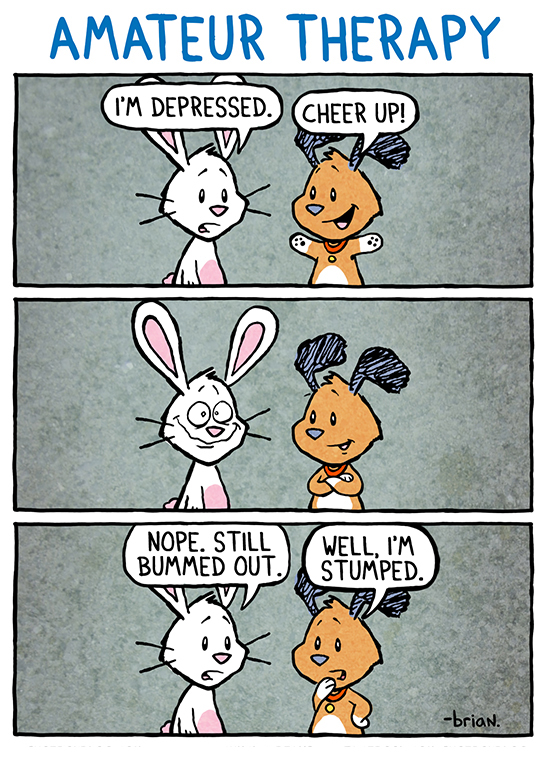 AMATEUR THERAPY
I'M DEPRESSED.
CHEER UP!
NOPE. STILL
BUMMED OUT.
WELL, I'M
STUMPED.
-briaN.